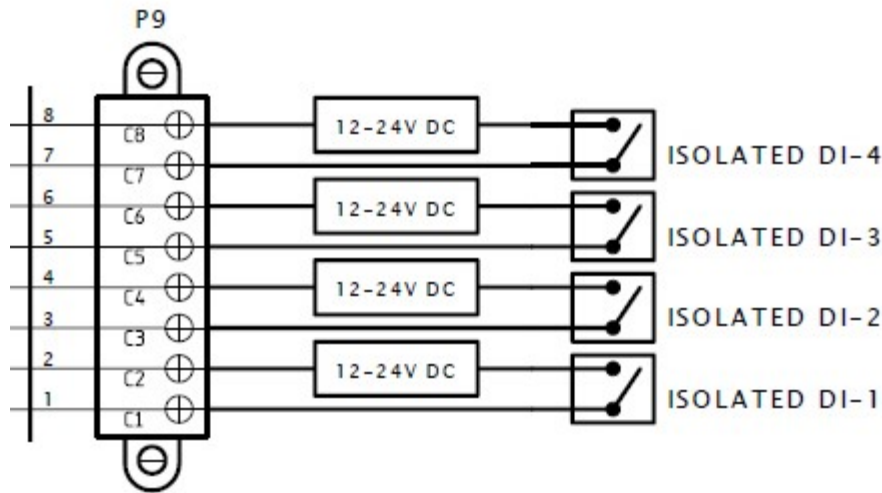 P9
8 C8 12-24V DC
7 C7 ISOLATED DI-4
6 C6 12-24V DC
5 C5 ISOLATED DI-3
4 C4 12-24V DC
3 C3 ISOLATED DI-2
2 C2 12-24V DC
1 C1 ISOLATED DI-1